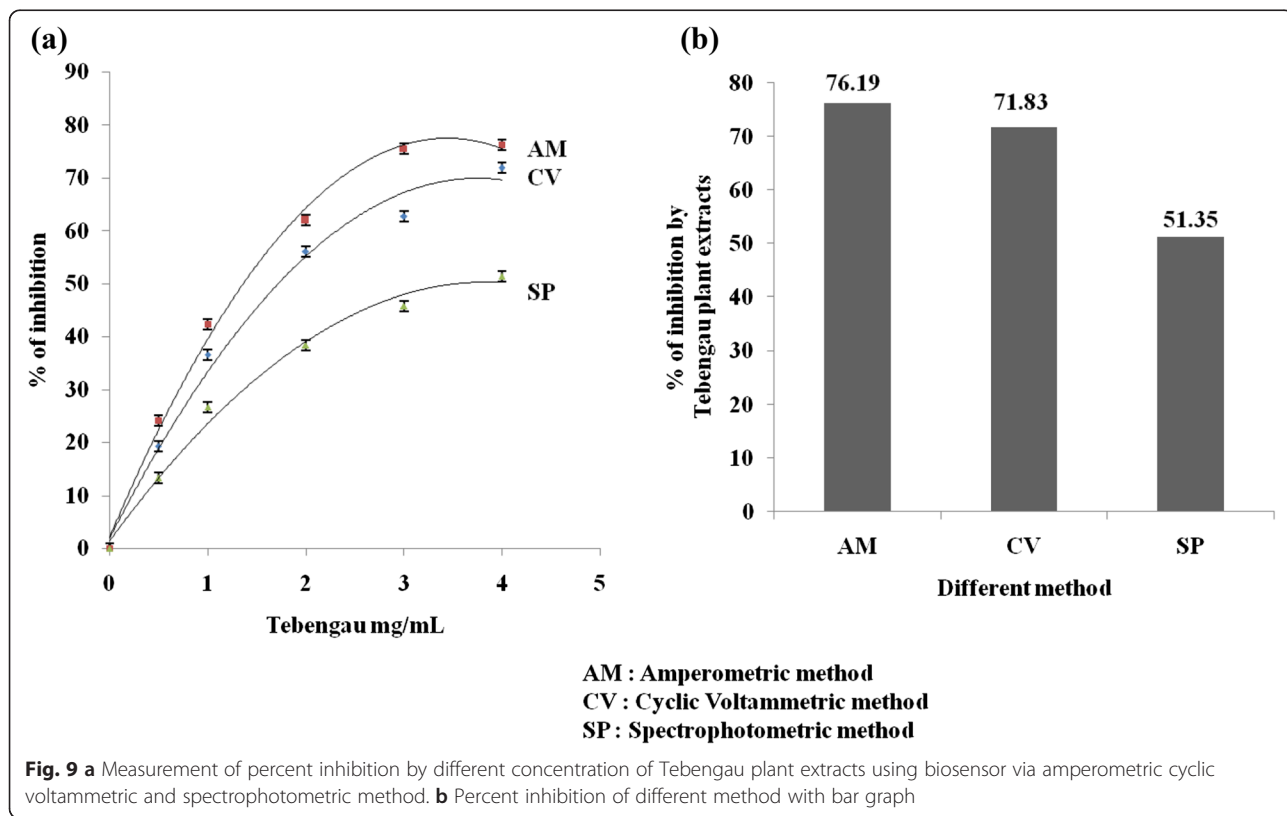 (a)
90
80
70
60
50
40
30
20
10
0
% of inhibition
0 1 2 3 4 5
Tebengau mg/mL
AM
CV
SP
(b)
80
70
60
50
40
30
20
10
0
% of inhibition by
Tebengau plant extracts
76.19
71.83
51.35
AM CV SP
Different method
AM : Amperometric method
CV : Cyclic Voltammetric method
SP : Spectrophotometric method
Fig. 9 a Measurement of percent inhibition by different concentration of Tebengau plant extracts using biosensor via amperometric cyclic
voltammetric and spectrophotometric method. b Percent inhibition of different method with bar graph